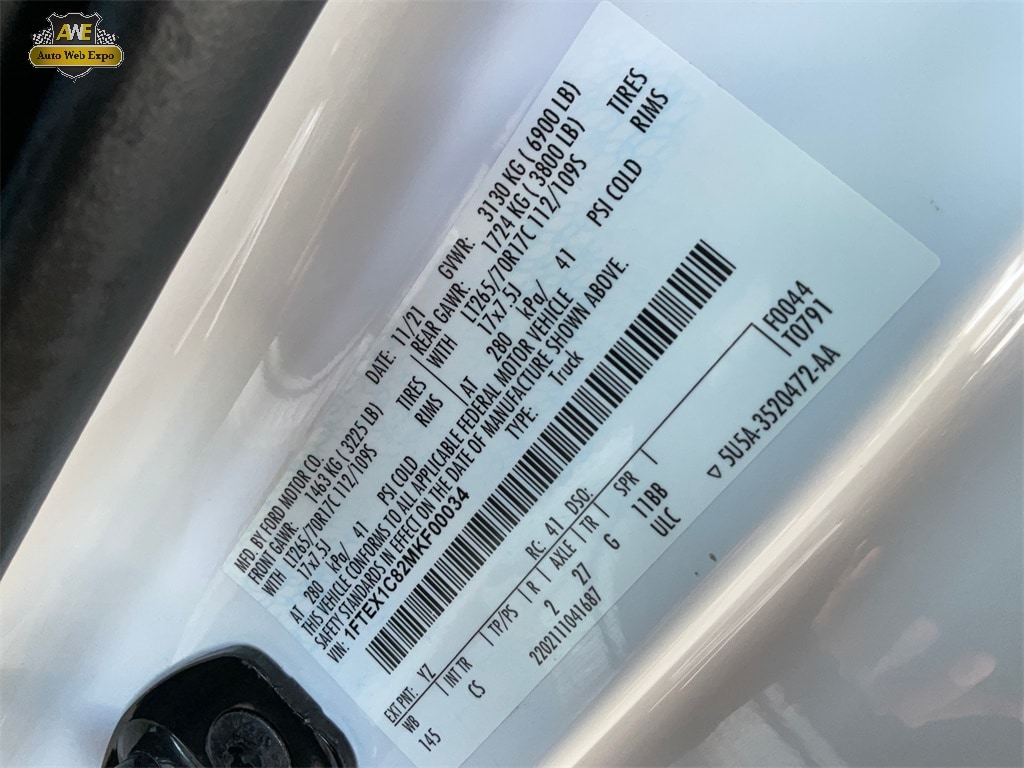 AWE
Auto Web Expo
MFD. BY FORD MOTOR CO.
DATE: 11/21 GVWR: 3130 KG ( 6900 LB)
FRONT GAWR: 1463 KG ( 3225 LB) REAR GAWR: 1724 KG ( 3800 LB)
WITH LT265/70R17C 112/109S TIRES WITH LT265/70R17C 112/109S TIRES
17x7.5J RIMS 17x7.5J RIMS
AT 280 kPa/ 41 PSI COLD AT 280 kPa/ 41 PSI COLD
THIS VEHICLE CONFORMS TO ALL APPLICABLE FEDERAL MOTOR VEHICLE
SAFETY STANDARDS IN EFFECT ON THE DATE OF MANUFACTURE SHOWN ABOVE.
VIN: 1FTEX1C82MKF00034 TYPE: Truck
EXT PNT: YZ RC: 41 DSO: F0044
WB INT TR TP/PS R AXLE TR SPR T0791
145 CS 2 27 G 11BB
2202111041687 ULC
▽ 5U5A-3520472-AA